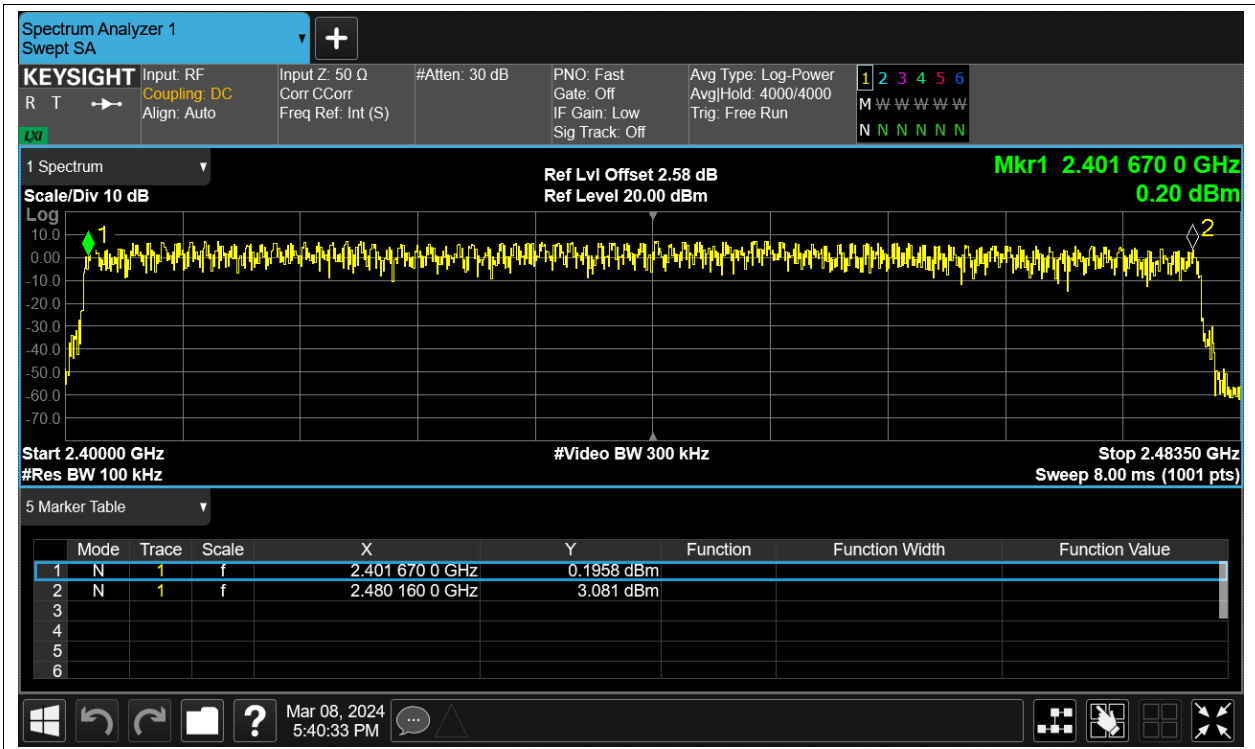 Spectrum Analyzer 1
Swept SA
KEYSIGHT
R T
LXI
Input: RF
Coupling: DC
Align: Auto
Input Z: 50 Ω
Corr CCorr
Freq Ref: Int (S)
#Atten: 30 dB
PNO: Fast
Gate: Off
IF Gain: Low
Sig Track: Off
Avg Type: Log-Power
Avg|Hold: 4000/4000
Trig: Free Run
1 2 3 4 5 6
M W W W W W
N N N N N N
1 Spectrum
Scale/Div 10 dB
Ref Lvl Offset 2.58 dB
Ref Level 20.00 dBm
Mkr1 2.401 670 0 GHz
0.20 dBm
Log
10.0
0.00
-10.0
-20.0
-30.0
-40.0
-50.0
-60.0
-70.0
1
2
Start 2.40000 GHz
#Res BW 100 kHz
#Video BW 300 kHz
Stop 2.48350 GHz
Sweep 8.00 ms (1001 pts)
5 Marker Table
Mode Trace Scale X Y Function Function Width Function Value
1 N 1 f 2.401 670 0 GHz 0.1958 dBm
2 N 1 f 2.480 160 0 GHz 3.081 dBm
3
4
5
6
?
Mar 08, 2024
5:40:33 PM